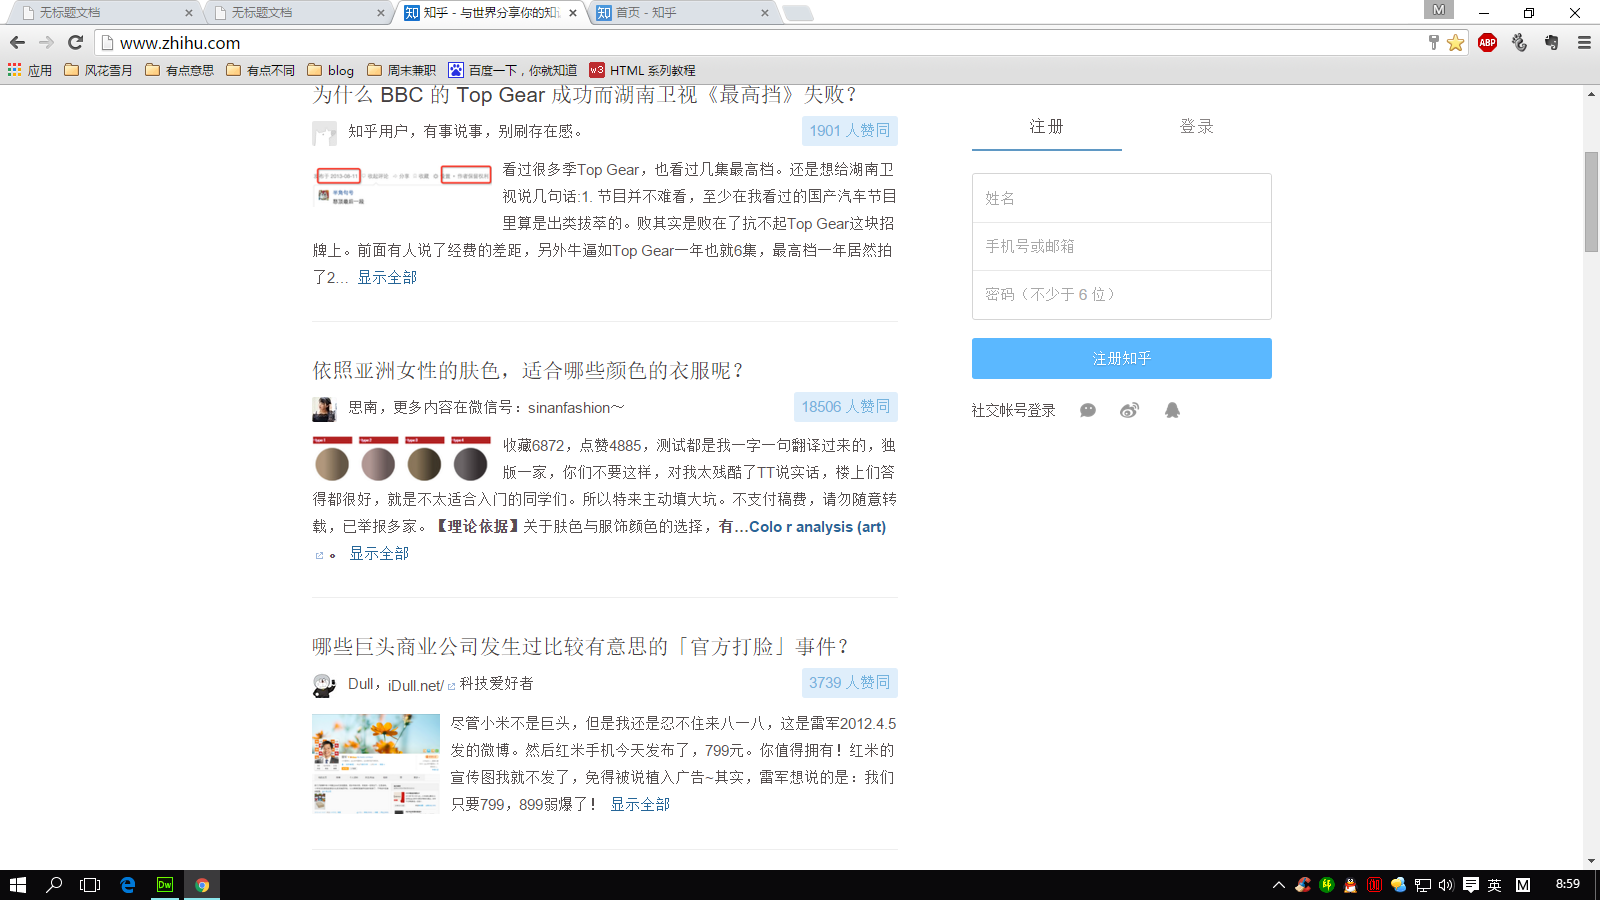 无标题文档
无标题文档
知乎 - 与世界分享你的知
首页 - 知乎
M
www.zhihu.com
ABP
应用
风花雪月
有点意思
有点不同
blog
周末兼职
百度一下，你就知道
w3 HTML 系列教程
为什么 BBC 的 Top Gear 成功而湖南卫视《最高挡》失败？
知乎用户，有事说事，别刷存在感。
1901 人赞同
看过很多季Top Gear，也看过几集最高档。还是想给湖南卫
视说几句话:1. 节目并不难看，至少在我看过的国产汽车节目
里算是出类拔萃的。败其实是败在了抗不起Top Gear这块招
牌上。前面有人说了经费的差距，另外牛逼如Top Gear一年也就6集，最高档一年居然拍
了2... 显示全部
依照亚洲女性的肤色，适合哪些颜色的衣服呢？
思南，更多内容在微信号：sinanfashion～
18506 人赞同
收藏6872，点赞4885，测试都是我一字一句翻译过来的，独
版一家，你们不要这样，对我太残酷了TT说实话，楼上们答
得都很好，就是不太适合入门的同学们。所以特来主动填大坑。不支付稿费，请勿随意转
载，已举报多家。【理论依据】关于肤色与服饰颜色的选择，有...Colo r analysis (art)
。 显示全部
哪些巨头商业公司发生过比较有意思的「官方打脸」事件？
Dull，iDull.net/ 科技爱好者
3739 人赞同
尽管小米不是巨头，但是我还是忍不住来八一八，这是雷军2012.4.5
发的微博。然后红米手机今天发布了，799元。你值得拥有！红米的
宣传图我就不发了，免得被说植入广告~其实，雷军想说的是：我们
只要799，899弱爆了！ 显示全部
注册
登录
姓名
手机号或邮箱
密码（不少于 6 位）
注册知乎
社交帐号登录
Dw
英
M
8:59